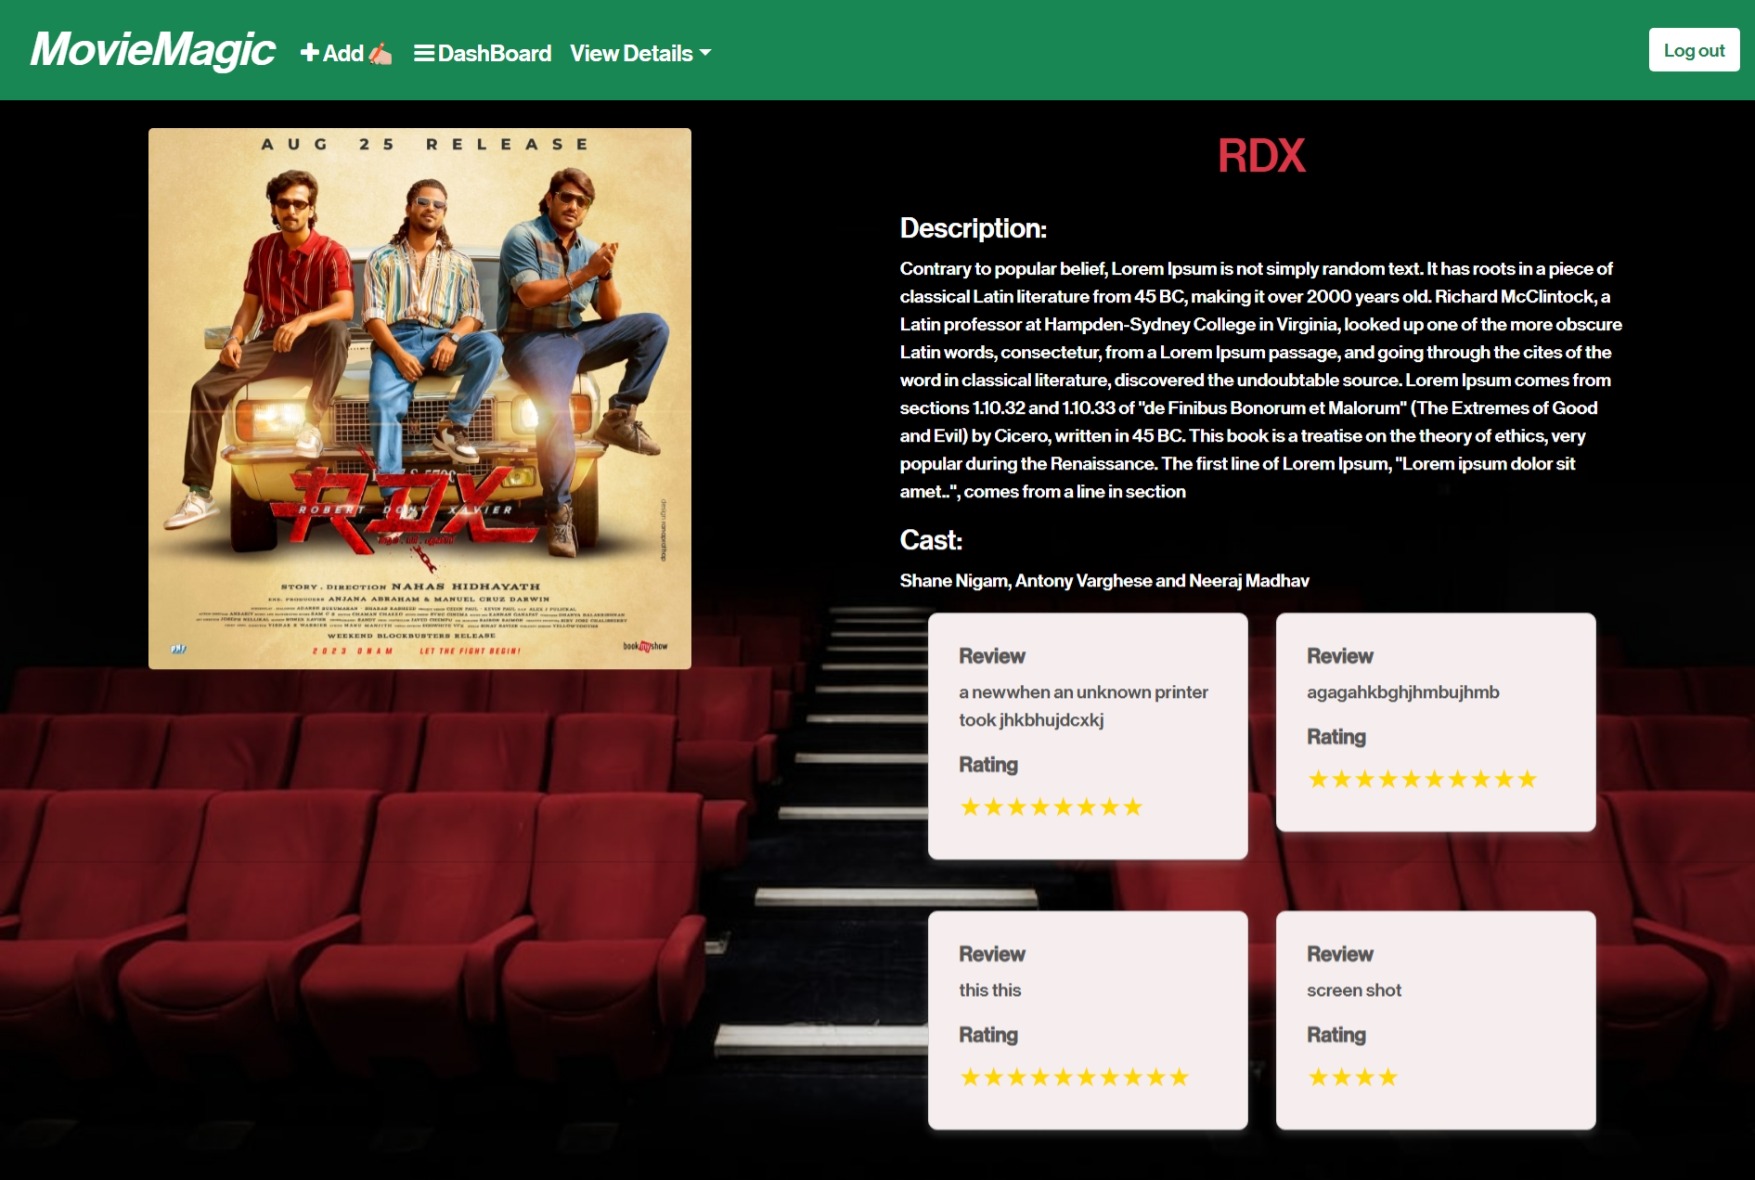 MovieMagic
Add
DashBoard
View Details
Log out
AUG 25 RELEASE
RDX
ROBERT DONY XAVIER
STORY . DIRECTION NAHAS HIDHAYATH
EXE. PRODUCERS ANJANA ABRAHAM & MANUEL CRUZ DARWIN
WEEKEND BLOCKBUSTERS RELEASE
2023 ONAM LET THE FIGHT BEGIN!
bookmyshow
RDX
Description:
Contrary to popular belief, Lorem Ipsum is not simply random text. It has roots in a piece of
classical Latin literature from 45 BC, making it over 2000 years old. Richard McClintock, a
Latin professor at Hampden-Sydney College in Virginia, looked up one of the more obscure
Latin words, consectetur, from a Lorem Ipsum passage, and going through the cites of the
word in classical literature, discovered the undoubtable source. Lorem Ipsum comes from
sections 1.10.32 and 1.10.33 of "de Finibus Bonorum et Malorum" (The Extremes of Good
and Evil) by Cicero, written in 45 BC. This book is a treatise on the theory of ethics, very
popular during the Renaissance. The first line of Lorem Ipsum, "Lorem ipsum dolor sit
amet..", comes from a line in section
Cast:
Shane Nigam, Antony Varghese and Neeraj Madhav
Review
a newwhen an unknown printer
took jhkbhujdcxkj
Rating
★★★★★★★★
Review
agagahkbghjhmbujhmb
Rating
★★★★★★★★★★
Review
this this
Rating
★★★★★★★★★★
Review
screen shot
Rating
★★★★